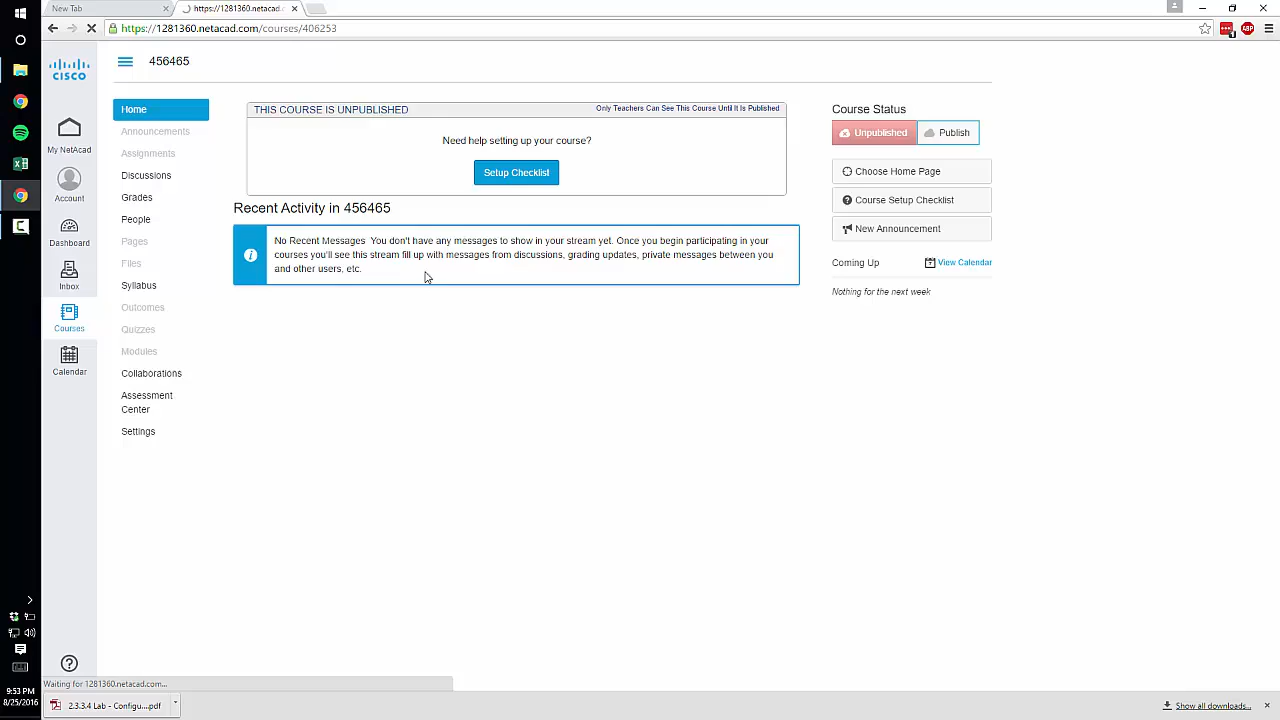 New Tab
https://1281360.netacad.c
https://1281360.netacad.com/courses/406253
ABP
CISCO
456465
My NetAcad
Account
Dashboard
Inbox
Courses
Calendar
Home
Announcements
Assignments
Discussions
Grades
People
Pages
Files
Syllabus
Outcomes
Quizzes
Modules
Collaborations
Assessment
Center
Settings
THIS COURSE IS UNPUBLISHED
Only Teachers Can See This Course Until It Is Published
Need help setting up your course?
Setup Checklist
Recent Activity in 456465
No Recent Messages You don't have any messages to show in your stream yet. Once you begin participating in your
courses you'll see this stream fill up with messages from discussions, grading updates, private messages between you
and other users, etc.
Course Status
Unpublished
Publish
Choose Home Page
Course Setup Checklist
New Announcement
Coming Up
View Calendar
Nothing for the next week
Waiting for 1281360.netacad.com...
9:53 PM
8/25/2016
2.3.3.4 Lab - Configu....pdf
Show all downloads...